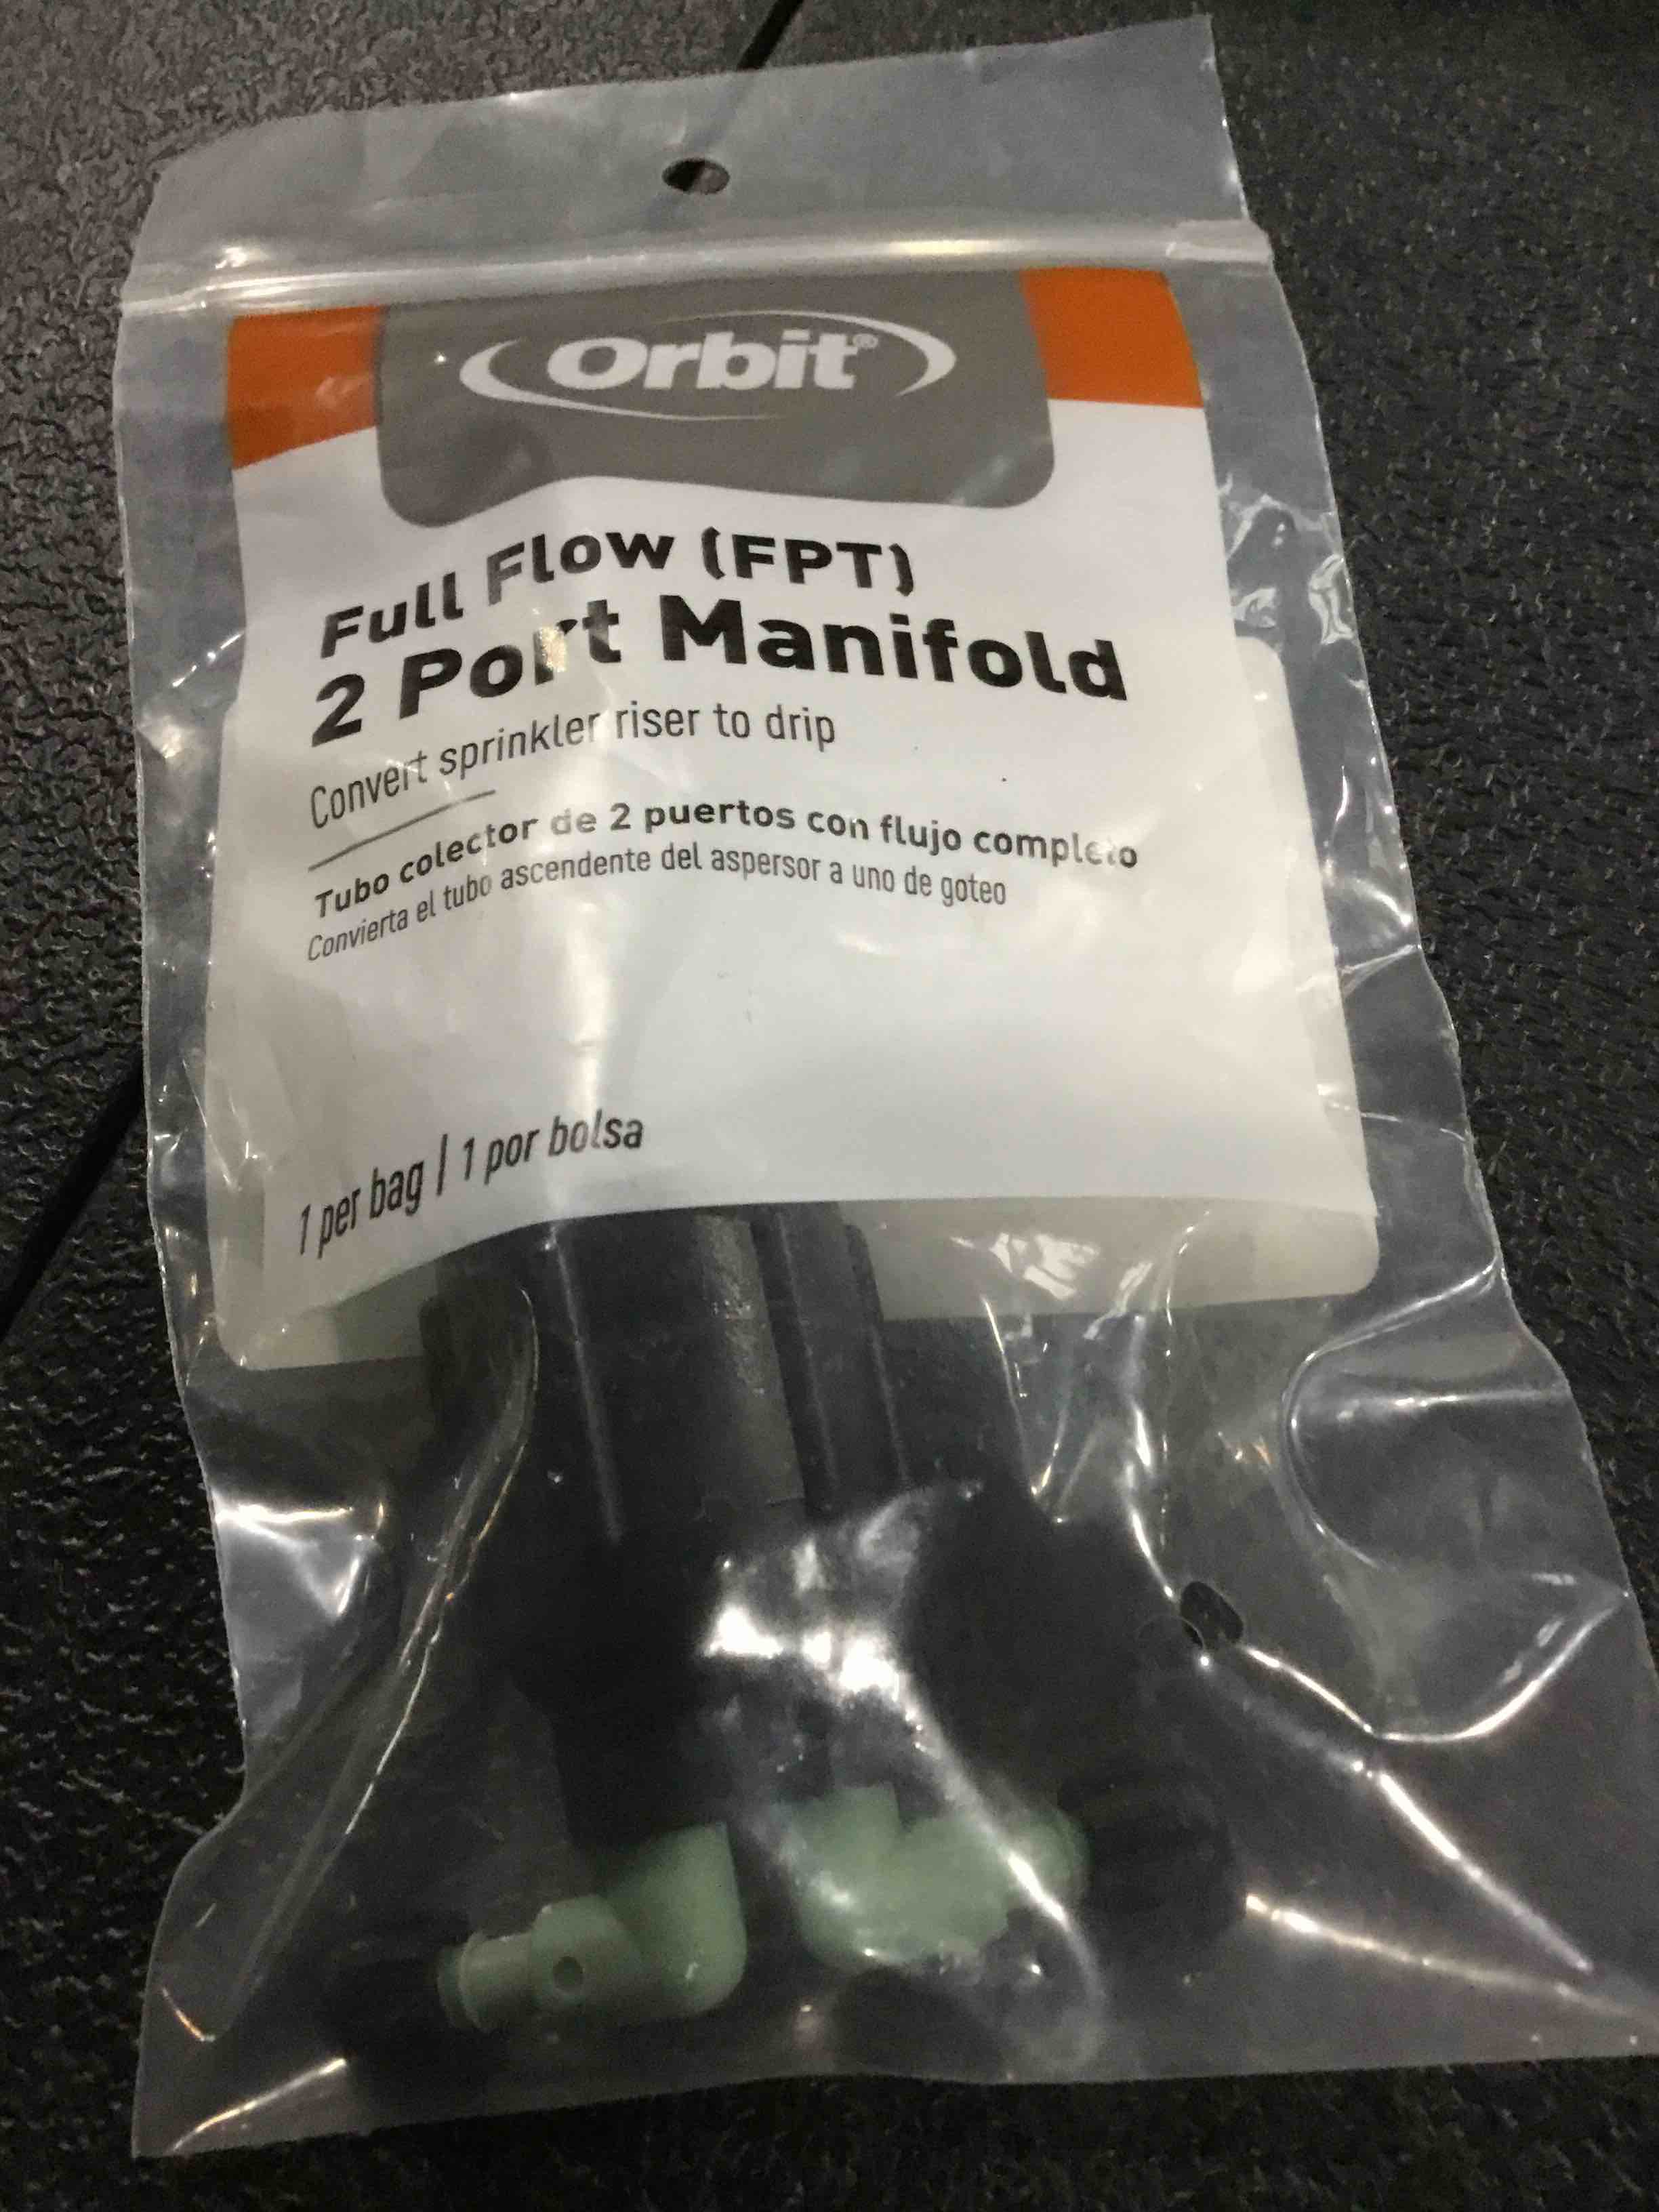 Orbit®
Full Flow (FPT)
2 Port Manifold
Convert sprinkler riser to drip
Tubo colector de 2 puertos con flujo completo
Convierta el tubo ascendente del aspersor a uno de goteo
1 per bag | 1 por bolsa